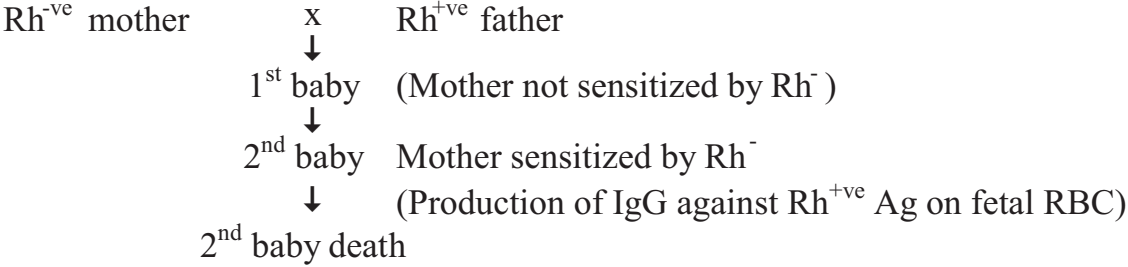 Rh⁻ᵛᵉ mother x Rh⁺ᵛᵉ father
↓
1ˢᵗ baby (Mother not sensitized by Rh⁻ )
↓
2ⁿᵈ baby Mother sensitized by Rh⁻
↓ (Production of IgG against Rh⁺ᵛᵉ Ag on fetal RBC)
2ⁿᵈ baby death